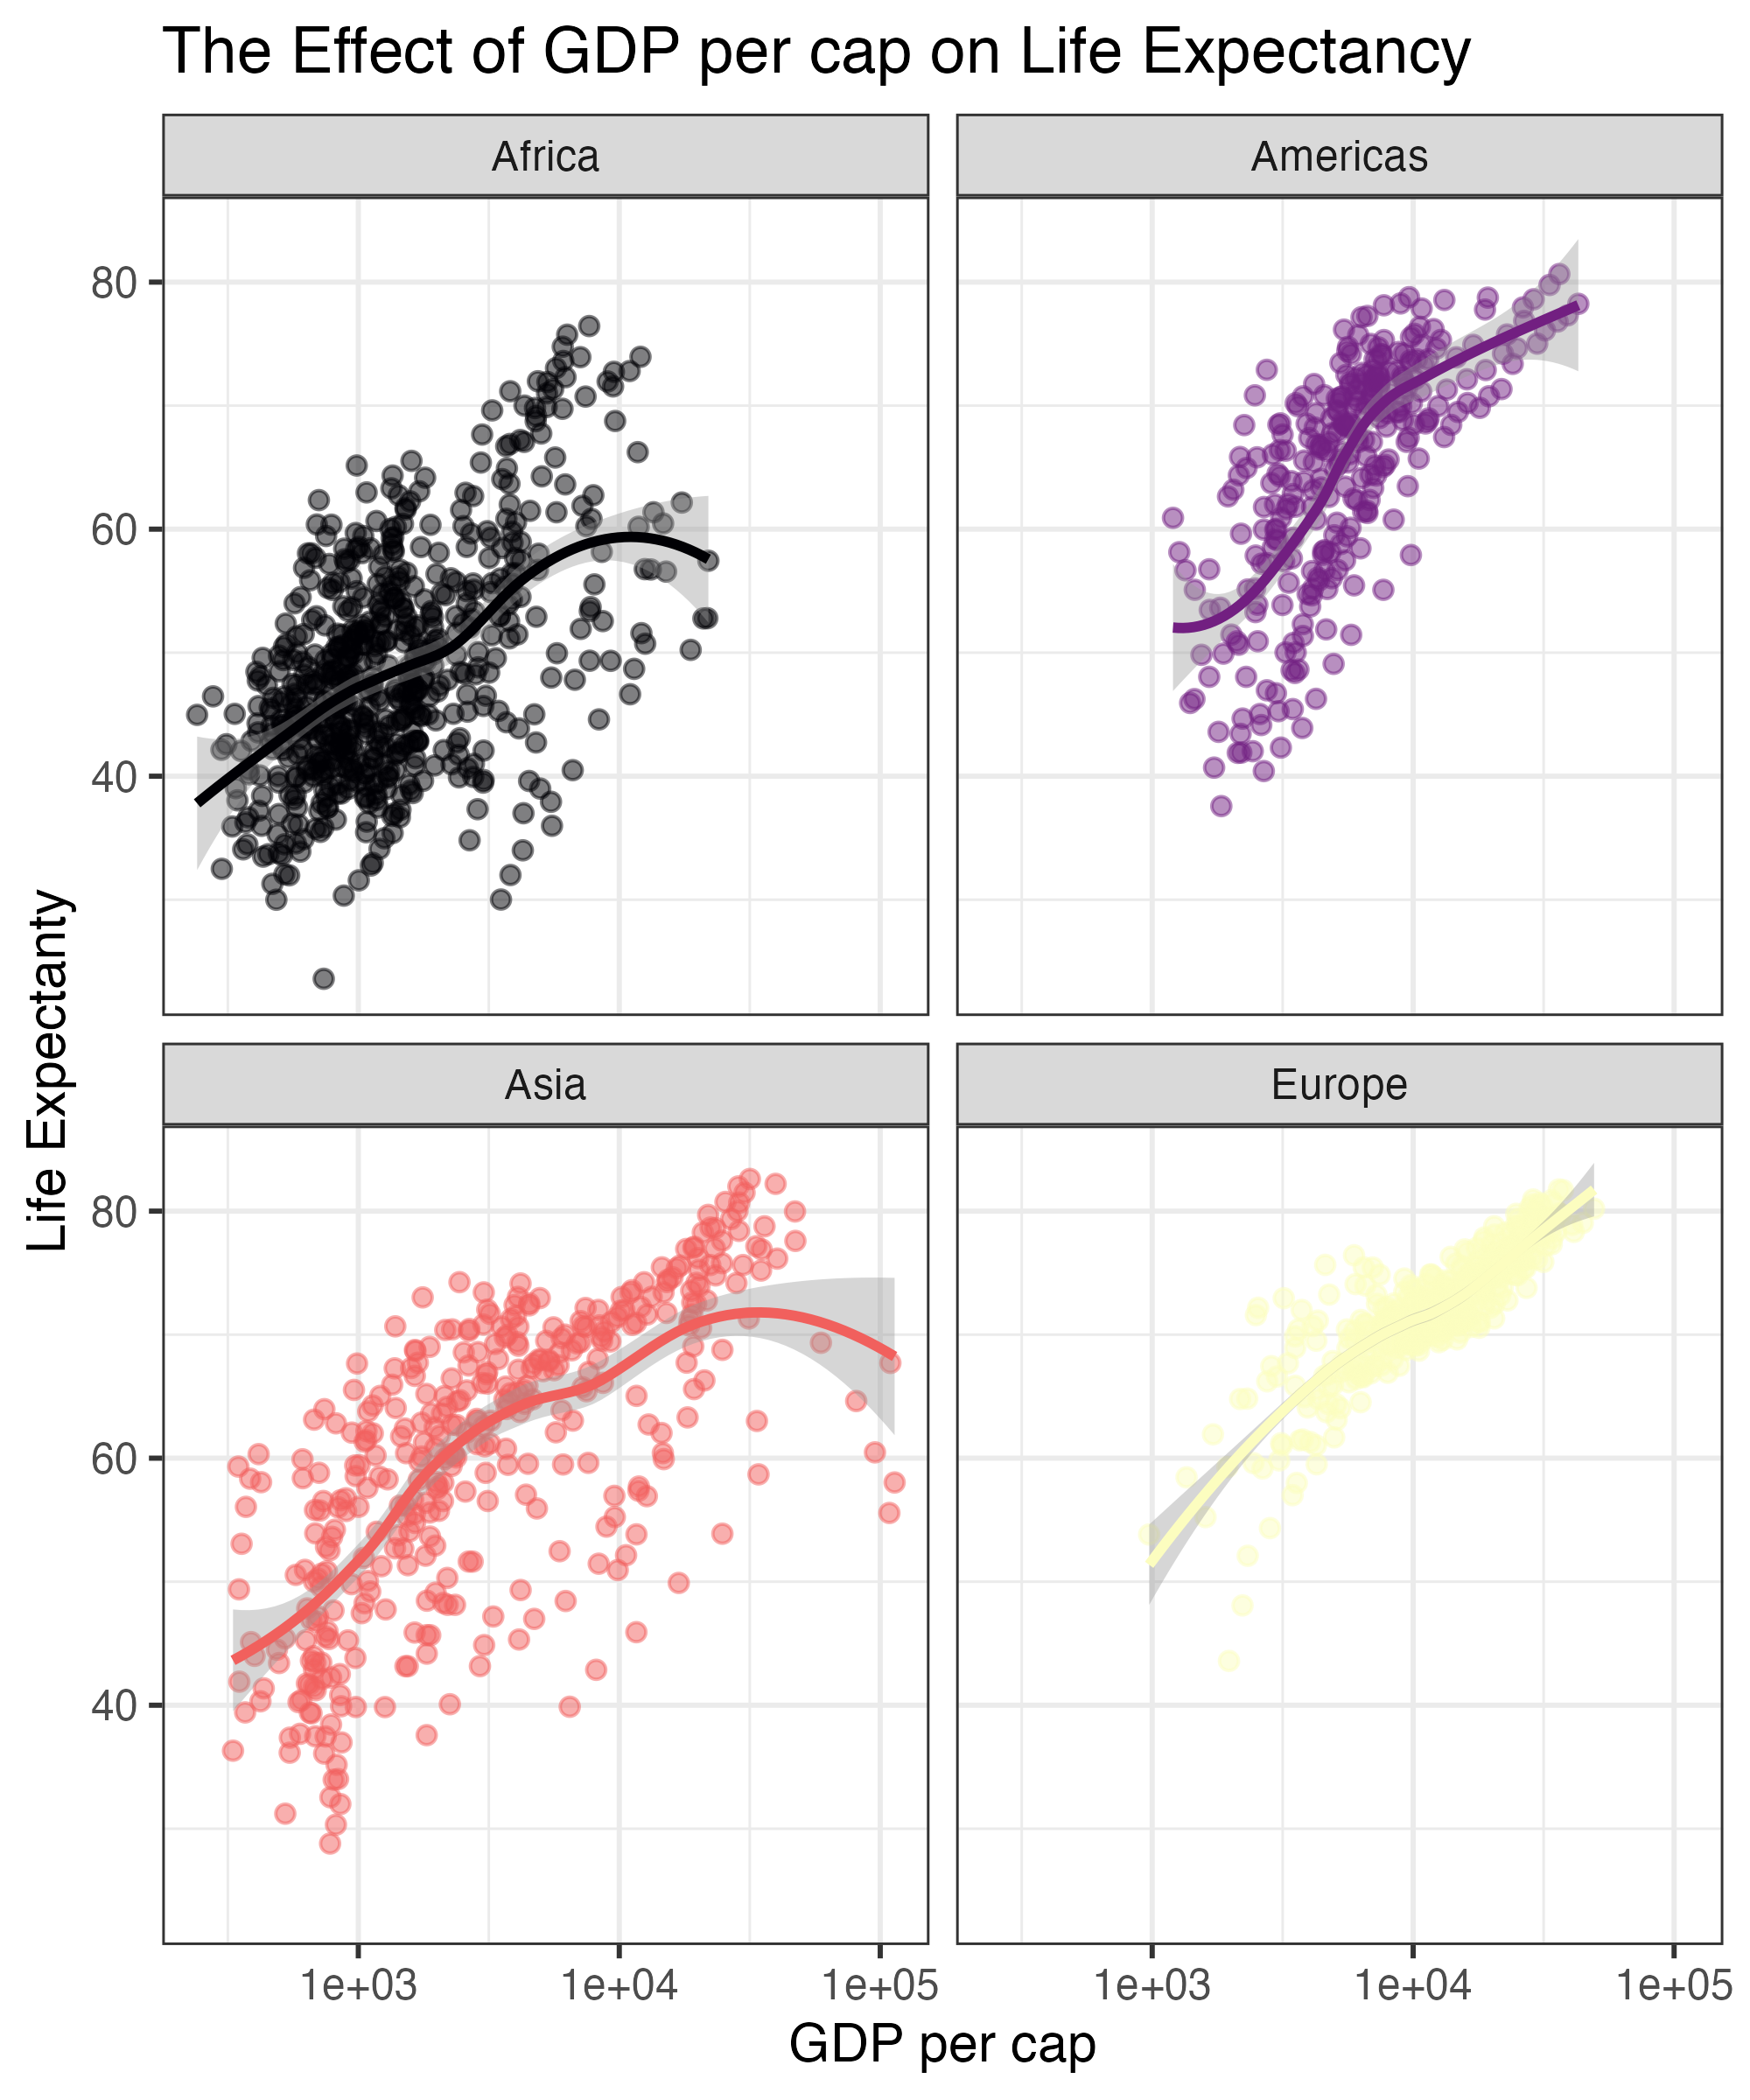 The Effect of GDP per cap on Life Expectancy
Africa
Americas
80
60
40
Life Expectanty
Asia
Europe
80
60
40
1e+03 1e+04 1e+05 1e+03 1e+04 1e+05
GDP per cap